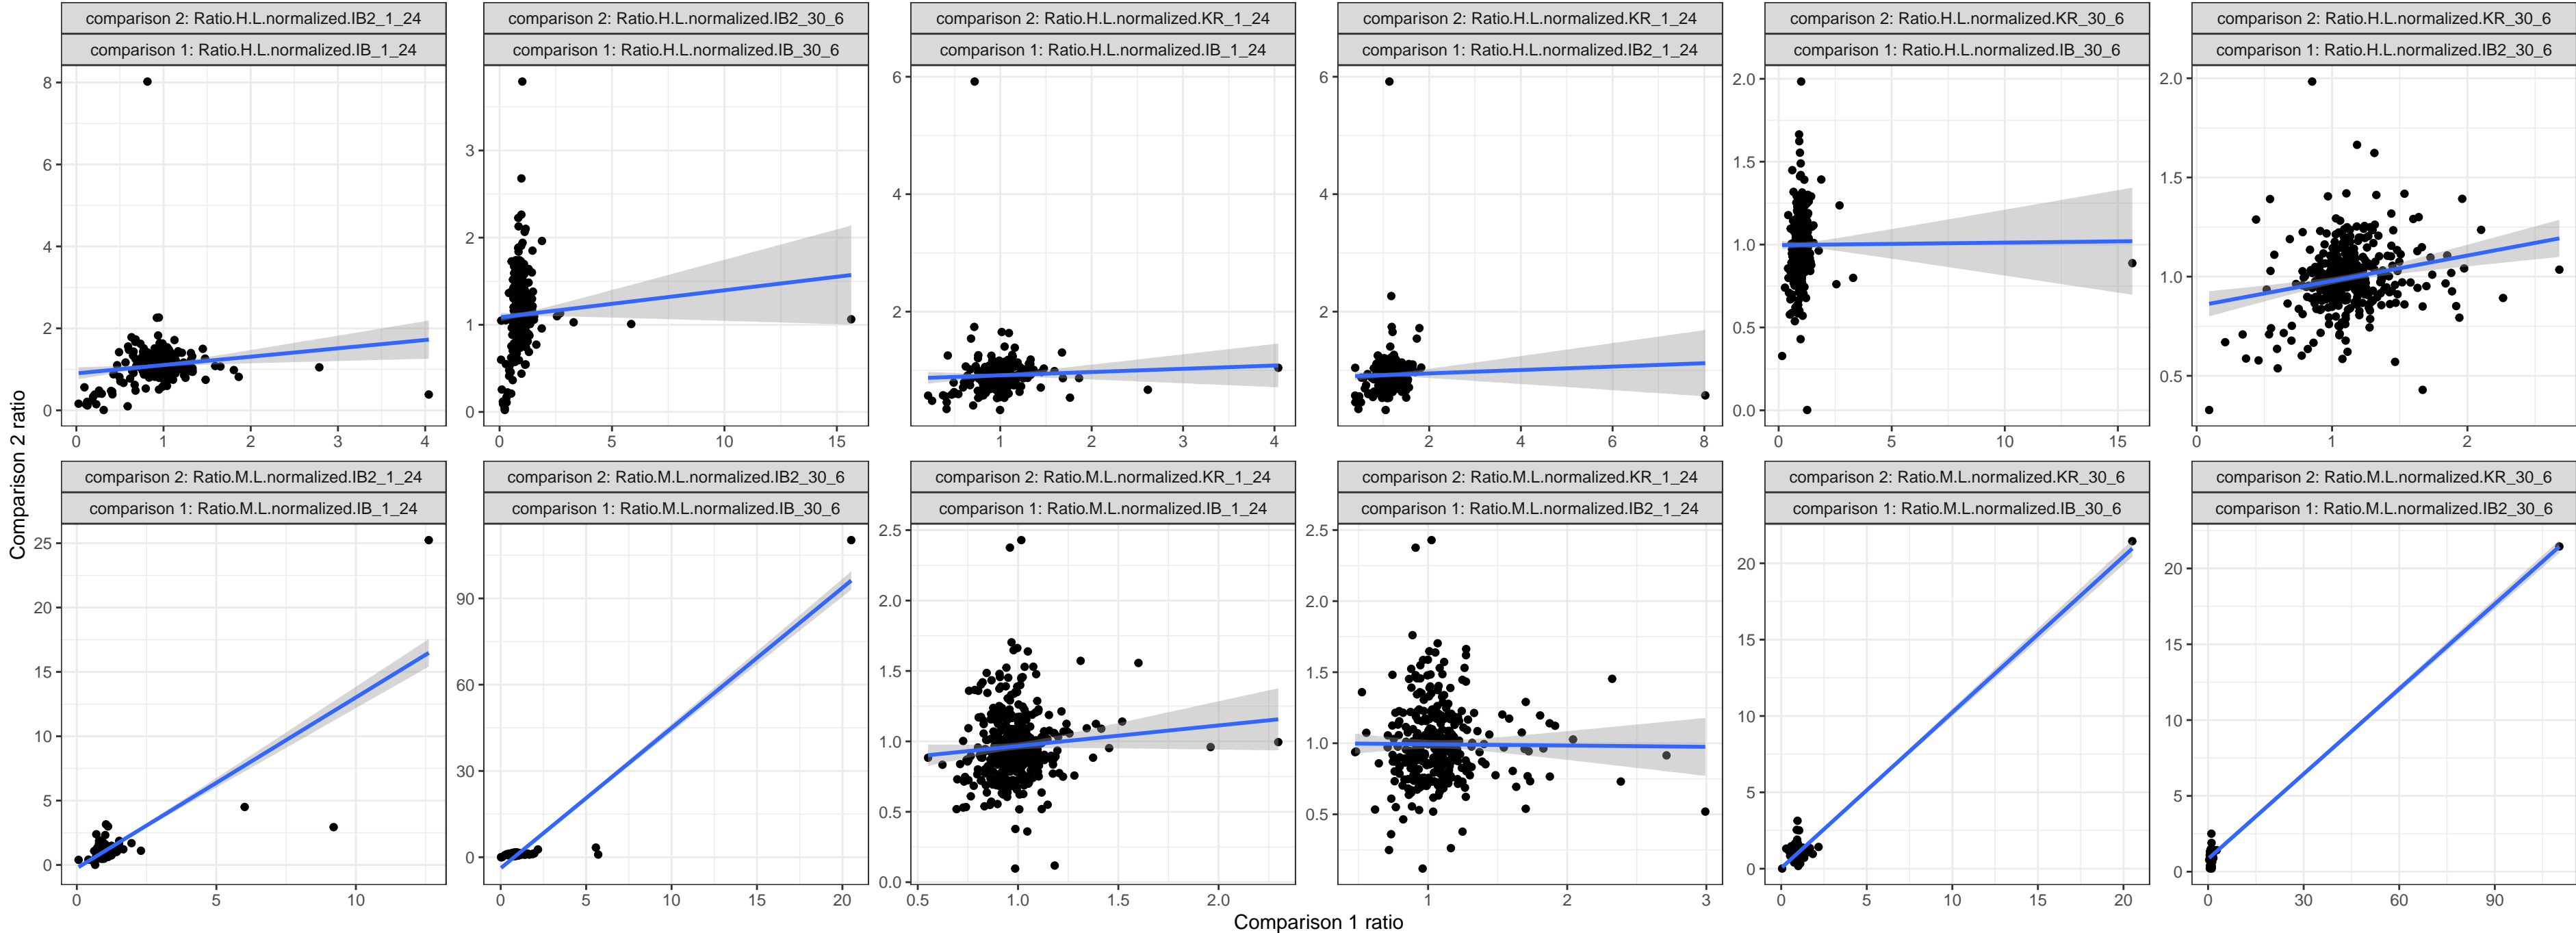 comparison 2: Ratio.H.L.normalized.IB2_1_24
comparison 1: Ratio.H.L.normalized.IB_1_24
8
6
4
2
0
0 1 2 3 4
comparison 2: Ratio.H.L.normalized.IB2_30_6
comparison 1: Ratio.H.L.normalized.IB_30_6
3
2
1
0
0 5 10 15
comparison 2: Ratio.H.L.normalized.KR_1_24
comparison 1: Ratio.H.L.normalized.IB_1_24
6
4
2
1 2 3 4
comparison 2: Ratio.H.L.normalized.KR_1_24
comparison 1: Ratio.H.L.normalized.IB2_1_24
6
4
2
2 4 6 8
comparison 2: Ratio.H.L.normalized.KR_30_6
comparison 1: Ratio.H.L.normalized.IB_30_6
2.0
1.5
1.0
0.5
0.0
0 5 10 15
comparison 2: Ratio.H.L.normalized.KR_30_6
comparison 1: Ratio.H.L.normalized.IB2_30_6
2.0
1.5
1.0
0.5
0 1 2
comparison 2: Ratio.M.L.normalized.IB2_1_24
comparison 1: Ratio.M.L.normalized.IB_1_24
25
20
15
10
5
0
0 5 10
comparison 2: Ratio.M.L.normalized.IB2_30_6
comparison 1: Ratio.M.L.normalized.IB_30_6
90
60
30
0
0 5 10 15 20
comparison 2: Ratio.M.L.normalized.KR_1_24
comparison 1: Ratio.M.L.normalized.IB_1_24
2.5
2.0
1.5
1.0
0.5
0.0
0.5 1.0 1.5 2.0
comparison 2: Ratio.M.L.normalized.KR_1_24
comparison 1: Ratio.M.L.normalized.IB2_1_24
2.5
2.0
1.5
1.0
0.5
1 2 3
comparison 2: Ratio.M.L.normalized.KR_30_6
comparison 1: Ratio.M.L.normalized.IB_30_6
20
15
10
5
0
0 5 10 15 20
comparison 2: Ratio.M.L.normalized.KR_30_6
comparison 1: Ratio.M.L.normalized.IB2_30_6
20
15
10
5
0
0 30 60 90
Comparison 2 ratio
Comparison 1 ratio